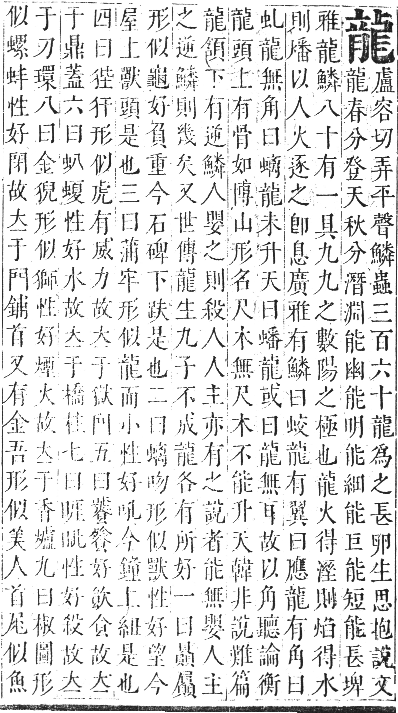 龍 盧容切弄平聲鱗蟲三百六十龍爲之長卵生思抱說文
龍春分登天秋分潛淵能幽能明能細能巨能短能長埤
雅龍鱗八十有一具九九之數陽之極也龍火得溼則焰得水
則燔以人火逐之卽息廣雅有鱗曰蛟龍有翼曰應龍有角曰
虬龍無角曰螭龍未升天曰蟠龍或曰龍無耳故以角聽論衡
龍頭上有骨如博山形名尺木無尺木不能升天韓非說難篇
龍頷下有逆鱗人嬰之則殺人人主亦有之說者能無嬰人主
之逆鱗則幾矣又世傳龍生九子不成龍各有所好一曰贔屭
形似龜好負重今石碑下趺是也二曰螭吻形似獸性好望今
屋上獸頭是也三曰蒲牢形似龍而小性好吼今鐘上紐是也
四曰狴犴形似虎有威力故立于獄門五曰饕餮好飲食故立
于鼎蓋六曰𧈢蝮性好水故立于橋柱七曰睚眦性好殺故立
于刀環八曰金猊形似獅性好煙火故立于香爐九曰椒圖形
似螺蚌性好閉故立于門鋪首又有金吾形似美人首尾似魚